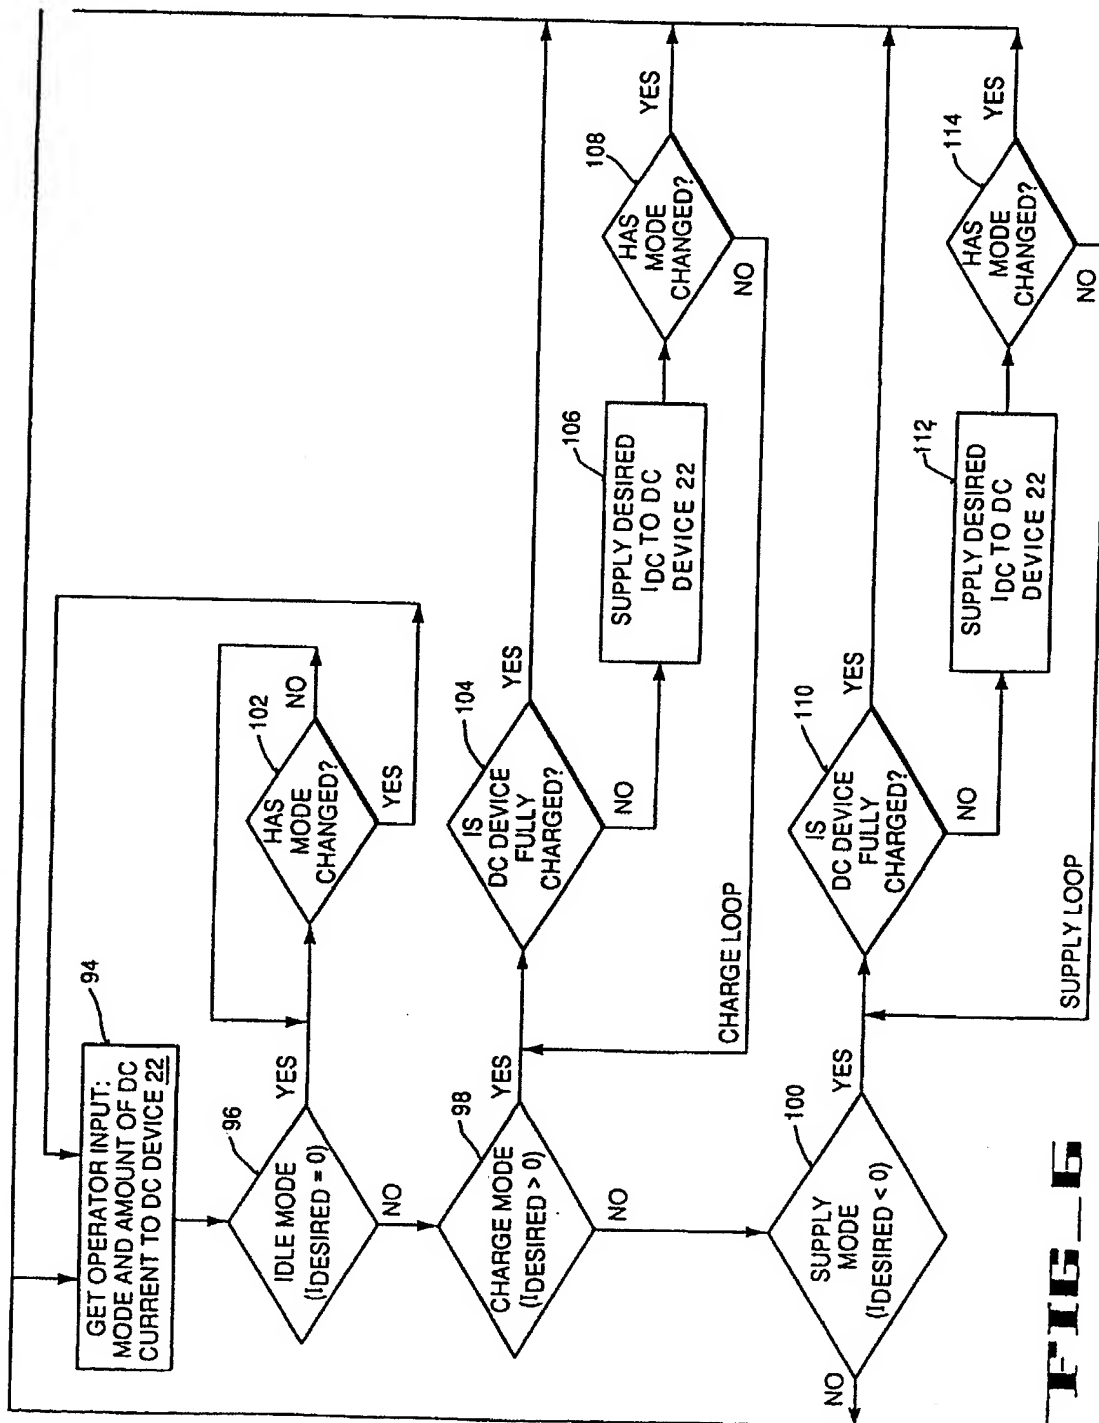 94
GET OPERATOR INPUT:
MODE AND AMOUNT OF DC
CURRENT TO DC DEVICE 22
96
IDLE MODE
(IDESIRED = 0)
YES
NO
102
HAS
MODE
CHANGED?
NO
YES
98
CHARGE MODE
(IDESIRED > 0)
YES
NO
104
IS
DC DEVICE
FULLY
CHARGED?
YES
NO
106
SUPPLY DESIRED
IDC TO DC
DEVICE 22
108
HAS
MODE
CHANGED?
YES
NO
CHARGE LOOP
100
SUPPLY
MODE
(IDESIRED < 0)
YES
NO
110
IS
DC DEVICE
FULLY
CHARGED?
YES
NO
112
SUPPLY DESIRED
IDC TO DC
DEVICE 22
114
HAS
MODE
CHANGED?
YES
NO
SUPPLY LOOP
FIG_6